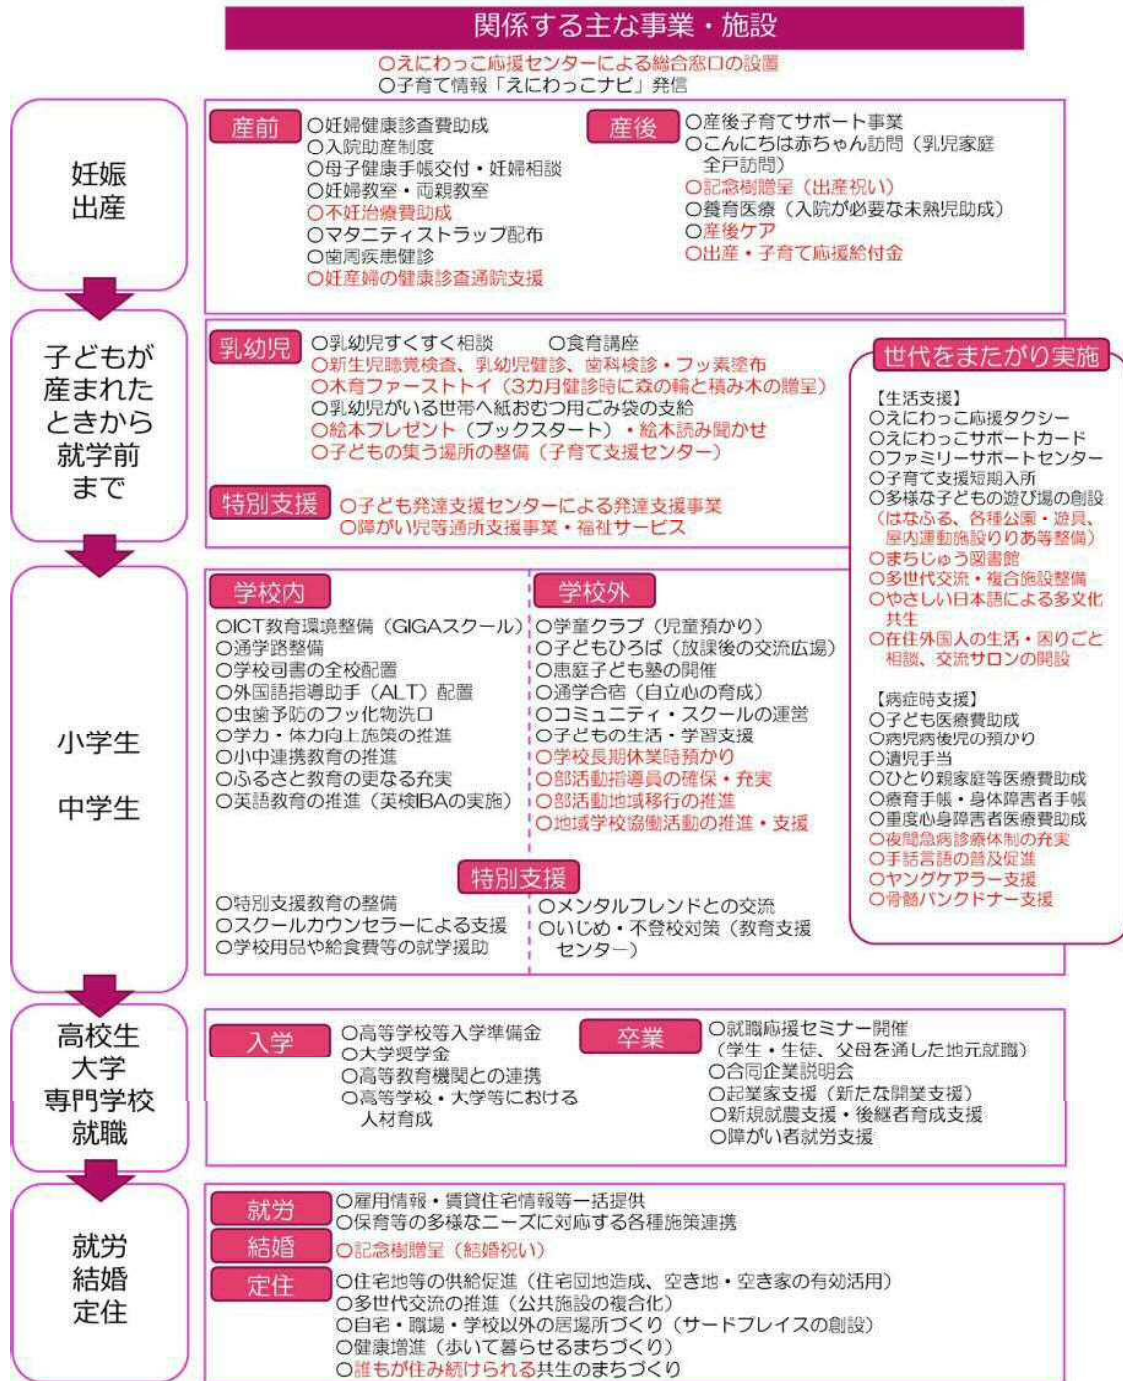 関係する主な事業・施設
○えにわっこ応援センターによる総合窓口の設置
○子育て情報「えにわっこナビ」発信
妊娠
出産
産前
○妊婦健康診査費助成
○入院助産制度
○母子健康手帳交付・妊婦相談
○妊婦教室・両親教室
○不妊治療費助成
○マタニティストラップ配布
○歯周疾患健診
○妊産婦の健康診査通院支援
産後
○産後子育てサポート事業
○こんにちは赤ちゃん訪問（乳児家庭
全戸訪問）
○記念樹贈呈（出産祝い）
○養育医療（入院が必要な未熟児助成）
○産後ケア
○出産・子育て応援給付金
子どもが
産まれた
ときから
就学前
まで
乳幼児
○乳幼児すくすく相談　○食育講座
○新生児聴覚検査、乳幼児健診、歯科検診・フッ素塗布
○木育ファーストトイ（3カ月健診時に森の輪と積み木の贈呈）
○乳幼児がいる世帯へ紙おむつ用ごみ袋の支給
○絵本プレゼント（ブックスタート）・絵本読み聞かせ
○子どもの集う場所の整備（子育て支援センター）
特別支援
○子ども発達支援センターによる発達支援事業
○障がい児等通所支援事業・福祉サービス
世代をまたがり実施
【生活支援】
○えにわっこ応援タクシー
○えにわっこサポートカード
○ファミリーサポートセンター
○子育て支援短期入所
○多様な子どもの遊び場の創設
（はなふる、各種公園・遊具、
屋内運動施設りりあ等整備）
○まちじゅう図書館
○多世代交流・複合施設整備
○やさしい日本語による多文化
共生
○在住外国人の生活・困りごと
相談、交流サロンの開設
【病症時支援】
○子ども医療費助成
○病児病後児の預かり
○遺児手当
○ひとり親家庭等医療費助成
○療育手帳・身体障害者手帳
○重度心身障害者医療費助成
○夜間急病診療体制の充実
○手話言語の普及促進
○ヤングケアラー支援
○骨髄バンクドナー支援
小学生
中学生
学校内
○ICT教育環境整備（GIGAスクール）
○通学路整備
○学校司書の全校配置
○外国語指導助手（ALT）配置
○虫歯予防のフッ化物洗口
○学力・体力向上施策の推進
○小中連携教育の推進
○ふるさと教育の更なる充実
○英語教育の推進（英検IBAの実施）
学校外
○学童クラブ（児童預かり）
○子どもひろば（放課後の交流広場）
○恵庭子ども塾の開催
○通学合宿（自立心の育成）
○コミュニティ・スクールの運営
○子どもの生活・学習支援
○学校長期休業時預かり
○部活動指導員の確保・充実
○部活動地域移行の推進
○地域学校協働活動の推進・支援
特別支援
○特別支援教育の整備
○スクールカウンセラーによる支援
○学校用品や給食費等の就学援助
○メンタルフレンドとの交流
○いじめ・不登校対策（教育支援
センター）
高校生
大学
専門学校
就職
入学
○高等学校等入学準備金
○大学奨学金
○高等教育機関との連携
○高等学校・大学等における
人材育成
卒業
○就職応援セミナー開催
（学生・生徒、父母を通した地元就職）
○合同企業説明会
○起業家支援（新たな開業支援）
○新規就農支援・後継者育成支援
○障がい者就労支援
就労
結婚
定住
就労
○雇用情報・賃貸住宅情報等一括提供
○保育等の多様なニーズに対応する各種施策連携
結婚
○記念樹贈呈（結婚祝い）
定住
○住宅地等の供給促進（住宅団地造成、空き地・空き家の有効活用）
○多世代交流の推進（公共施設の複合化）
○自宅・職場・学校以外の居場所づくり（サードプレイスの創設）
○健康増進（歩いて暮らせるまちづくり）
○誰もが住み続けられる共生のまちづくり